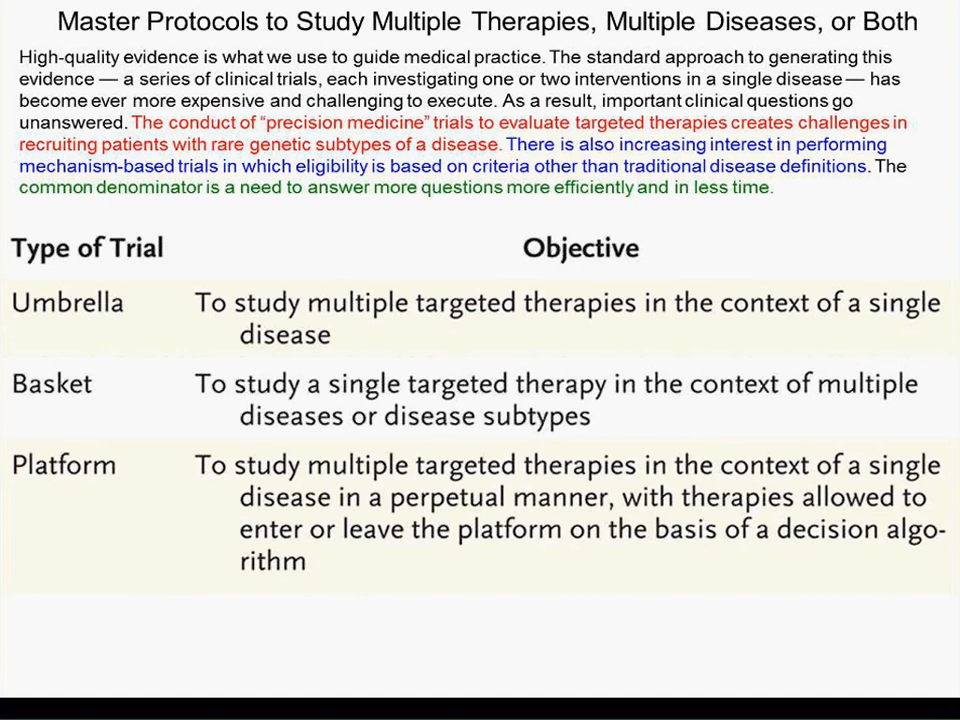 Master Protocols to Study Multiple Therapies, Multiple Diseases, or Both
High-quality evidence is what we use to guide medical practice. The standard approach to generating this
evidence — a series of clinical trials, each investigating one or two interventions in a single disease — has
become ever more expensive and challenging to execute. As a result, important clinical questions go
unanswered. The conduct of “precision medicine” trials to evaluate targeted therapies creates challenges in
recruiting patients with rare genetic subtypes of a disease. There is also increasing interest in performing
mechanism-based trials in which eligibility is based on criteria other than traditional disease definitions. The
common denominator is a need to answer more questions more efficiently and in less time.
Type of Trial Objective
Umbrella To study multiple targeted therapies in the context of a single
disease
Basket To study a single targeted therapy in the context of multiple
diseases or disease subtypes
Platform To study multiple targeted therapies in the context of a single
disease in a perpetual manner, with therapies allowed to
enter or leave the platform on the basis of a decision algo-
rithm